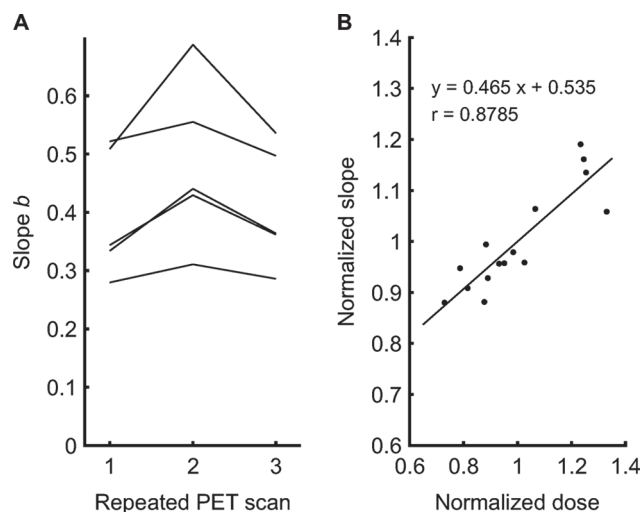 A
Slope b
0.6
0.5
0.4
0.3
0.2
0.1
0
1 2 3
Repeated PET scan
B
Normalized slope
1.4
1.3
1.2
1.1
1
0.9
0.8
0.7
0.6
y = 0.465 x + 0.535
r = 0.8785
0.6 0.8 1 1.2 1.4
Normalized dose